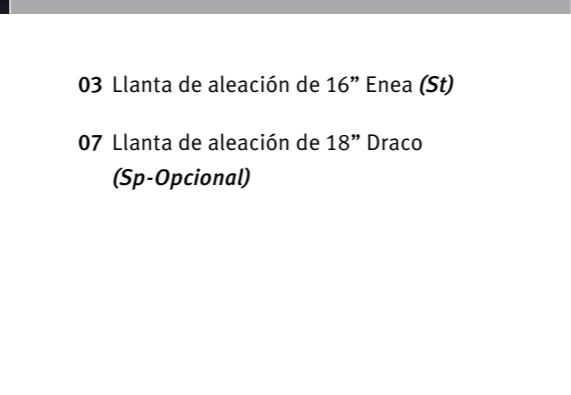 03 Llanta de aleación de 16” Enea (St)
07 Llanta de aleación de 18” Draco
(Sp-Opcional)